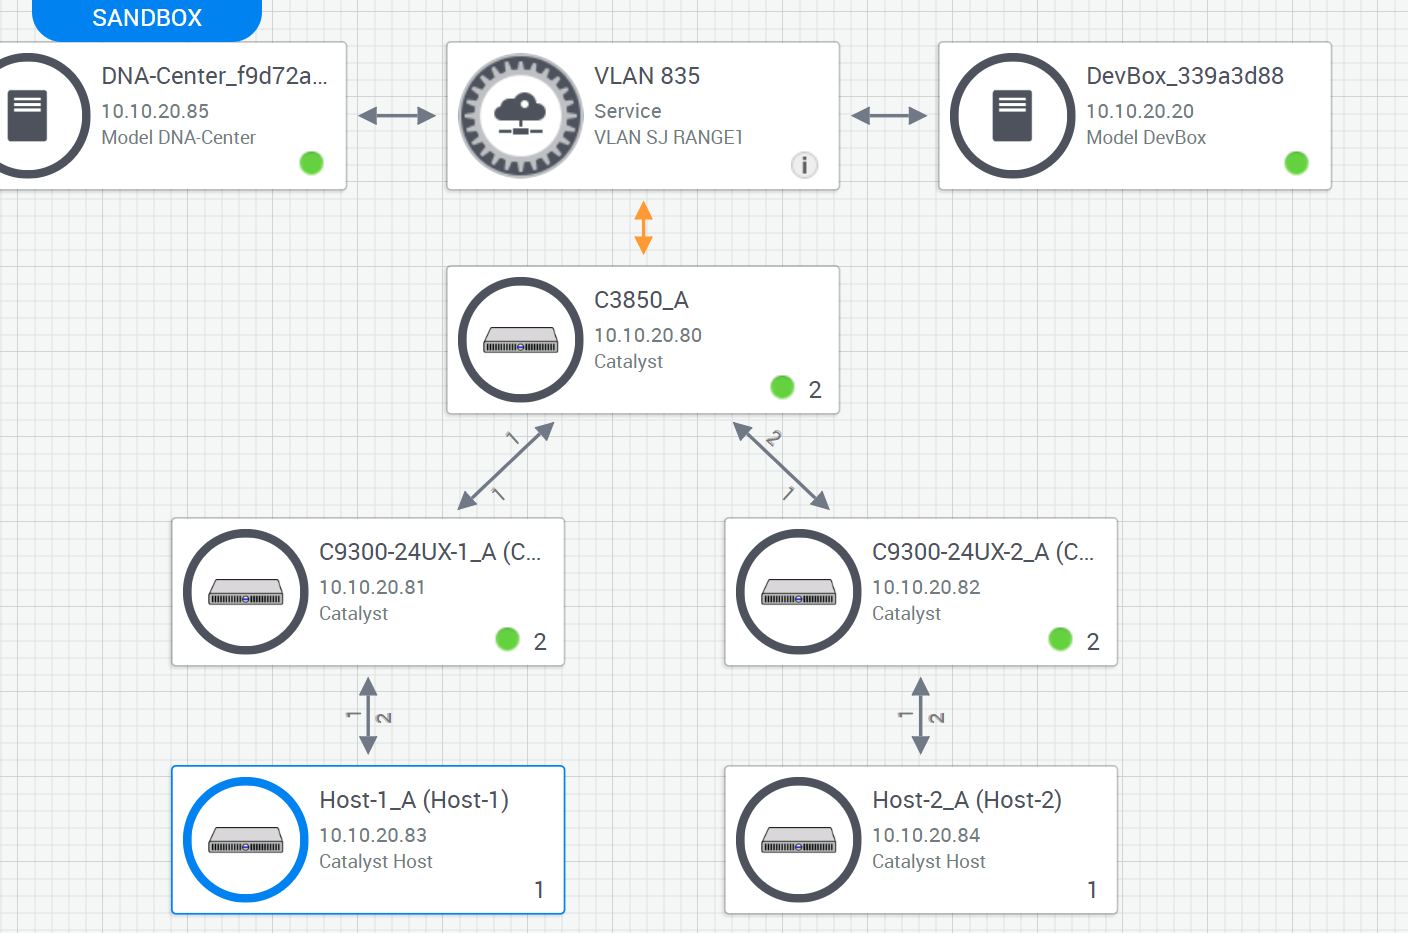 SANDBOX
DNA-Center_f9d72a...
10.10.20.85
Model DNA-Center
VLAN 835
Service
VLAN SJ RANGE1
i
DevBox_339a3d88
10.10.20.20
Model DevBox
C3850_A
10.10.20.80
Catalyst
2
1
1
2
1
C9300-24UX-1_A (C...
10.10.20.81
Catalyst
2
C9300-24UX-2_A (C...
10.10.20.82
Catalyst
2
1
2
1
2
Host-1_A (Host-1)
10.10.20.83
Catalyst Host
1
Host-2_A (Host-2)
10.10.20.84
Catalyst Host
1